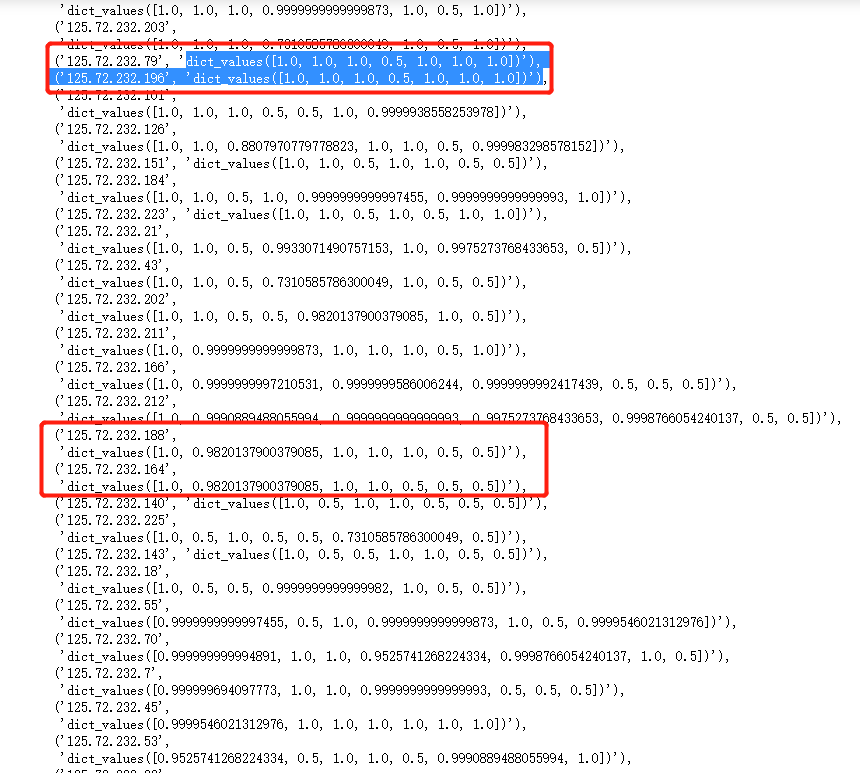 'dict_values([1.0, 1.0, 1.0, 0.9999999999999873, 1.0, 0.5, 1.0])'),
('125.72.232.203',
'dict_values([1.0, 1.0, 1.0, 0.7310585786300049, 1.0, 0.5, 1.0])'),
('125.72.232.79', 'dict_values([1.0, 1.0, 1.0, 0.5, 1.0, 1.0, 1.0])'),
('125.72.232.196', 'dict_values([1.0, 1.0, 1.0, 0.5, 1.0, 1.0, 1.0])'),
('125.72.232.101',
'dict_values([1.0, 1.0, 1.0, 0.5, 0.5, 1.0, 0.9999938558253978])'),
('125.72.232.126',
'dict_values([1.0, 1.0, 0.8807970779778823, 1.0, 1.0, 0.5, 0.999983298578152])'),
('125.72.232.151', 'dict_values([1.0, 1.0, 0.5, 1.0, 1.0, 0.5, 0.5])'),
('125.72.232.184',
'dict_values([1.0, 1.0, 0.5, 1.0, 0.9999999999997455, 0.9999999999999993, 1.0])'),
('125.72.232.223', 'dict_values([1.0, 1.0, 0.5, 1.0, 0.5, 1.0, 1.0])'),
('125.72.232.21',
'dict_values([1.0, 1.0, 0.5, 0.9933071490757153, 1.0, 0.9975273768433653, 0.5])'),
('125.72.232.43',
'dict_values([1.0, 1.0, 0.5, 0.7310585786300049, 1.0, 0.5, 0.5])'),
('125.72.232.202',
'dict_values([1.0, 1.0, 0.5, 0.5, 0.9820137900379085, 1.0, 0.5])'),
('125.72.232.211',
'dict_values([1.0, 0.9999999999999873, 1.0, 1.0, 1.0, 0.5, 1.0])'),
('125.72.232.166',
'dict_values([1.0, 0.9999999997210531, 0.9999999586006244, 0.9999999992417439, 0.5, 0.5, 0.5])'),
('125.72.232.212',
'dict_values([1.0, 0.9990889488055994, 0.9999999999999993, 0.9975273768433653, 0.9998766054240137, 0.5, 0.5])'),
('125.72.232.188',
'dict_values([1.0, 0.9820137900379085, 1.0, 1.0, 1.0, 0.5, 0.5])'),
('125.72.232.164',
'dict_values([1.0, 0.9820137900379085, 1.0, 1.0, 0.5, 0.5, 0.5])'),
('125.72.232.140', 'dict_values([1.0, 0.5, 1.0, 1.0, 0.5, 0.5, 0.5])'),
('125.72.232.225',
'dict_values([1.0, 0.5, 1.0, 0.5, 0.5, 0.7310585786300049, 0.5])'),
('125.72.232.143', 'dict_values([1.0, 0.5, 0.5, 1.0, 1.0, 0.5, 0.5])'),
('125.72.232.18',
'dict_values([1.0, 0.5, 0.5, 0.9999999999999982, 1.0, 0.5, 0.5])'),
('125.72.232.55',
'dict_values([0.9999999999997455, 0.5, 1.0, 0.9999999999999873, 1.0, 0.5, 0.9999546021312976])'),
('125.72.232.70',
'dict_values([0.999999999994891, 1.0, 1.0, 0.9525741268224334, 0.9998766054240137, 1.0, 0.5])'),
('125.72.232.7',
'dict_values([0.999999694097773, 1.0, 1.0, 0.9999999999999993, 0.5, 0.5, 0.5])'),
('125.72.232.45',
'dict_values([0.9999546021312976, 1.0, 1.0, 1.0, 1.0, 1.0, 1.0])'),
('125.72.232.53',
'dict_values([0.9525741268224334, 0.5, 1.0, 1.0, 0.5, 0.9990889488055994, 1.0])'),